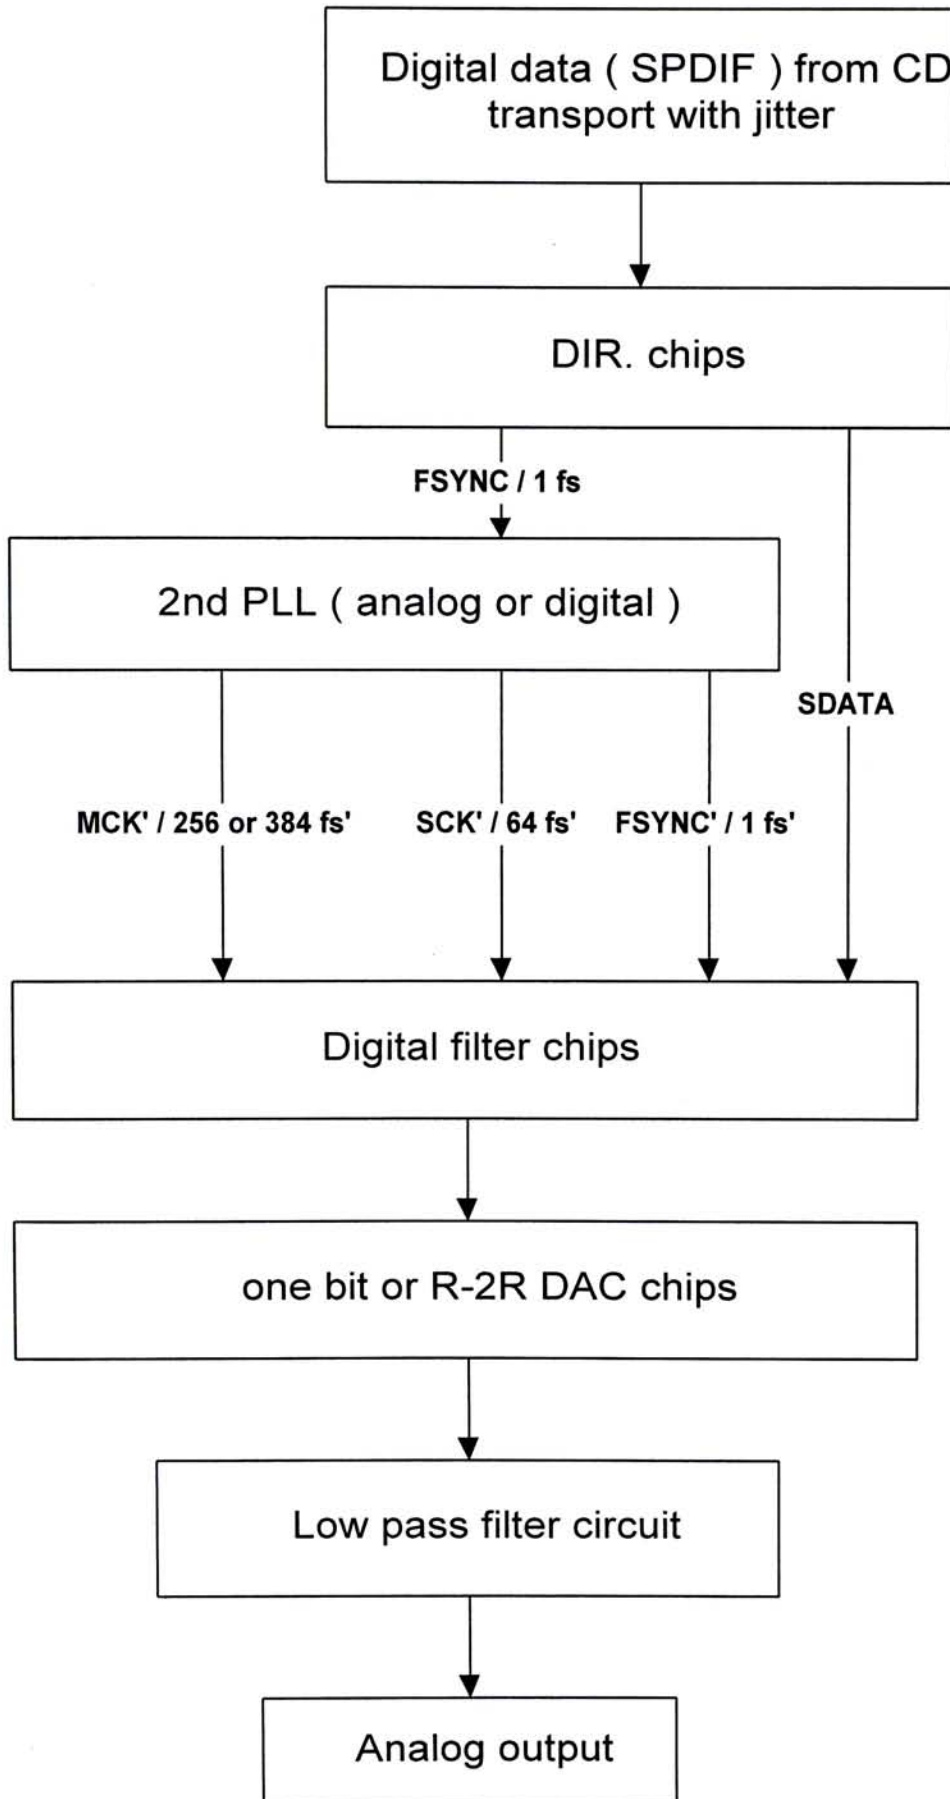 Digital data ( SPDIF ) from CD
transport with jitter
DIR. chips
FSYNC / 1 fs
2nd PLL ( analog or digital )
SDATA
MCK' / 256 or 384 fs'
SCK' / 64 fs'
FSYNC' / 1 fs'
Digital filter chips
one bit or R-2R DAC chips
Low pass filter circuit
Analog output